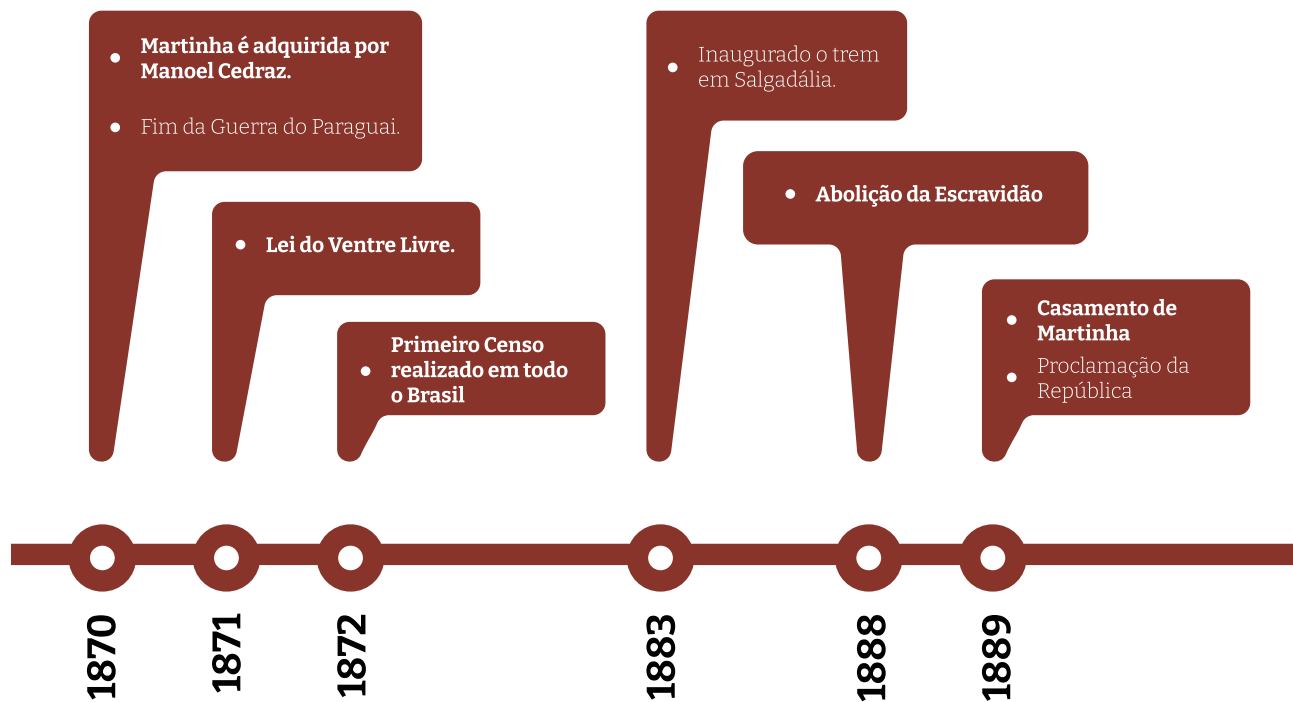 Martinha é adquirida por
Manoel Cedraz.
Fim da Guerra do Paraguai.
Lei do Ventre Livre.
Primeiro Censo
realizado em todo
o Brasil
Inaugurado o trem
em Salgadália.
Abolição da Escravidão
Casamento de
Martinha
Proclamação da
República
1870
1871
1872
1883
1888
1889